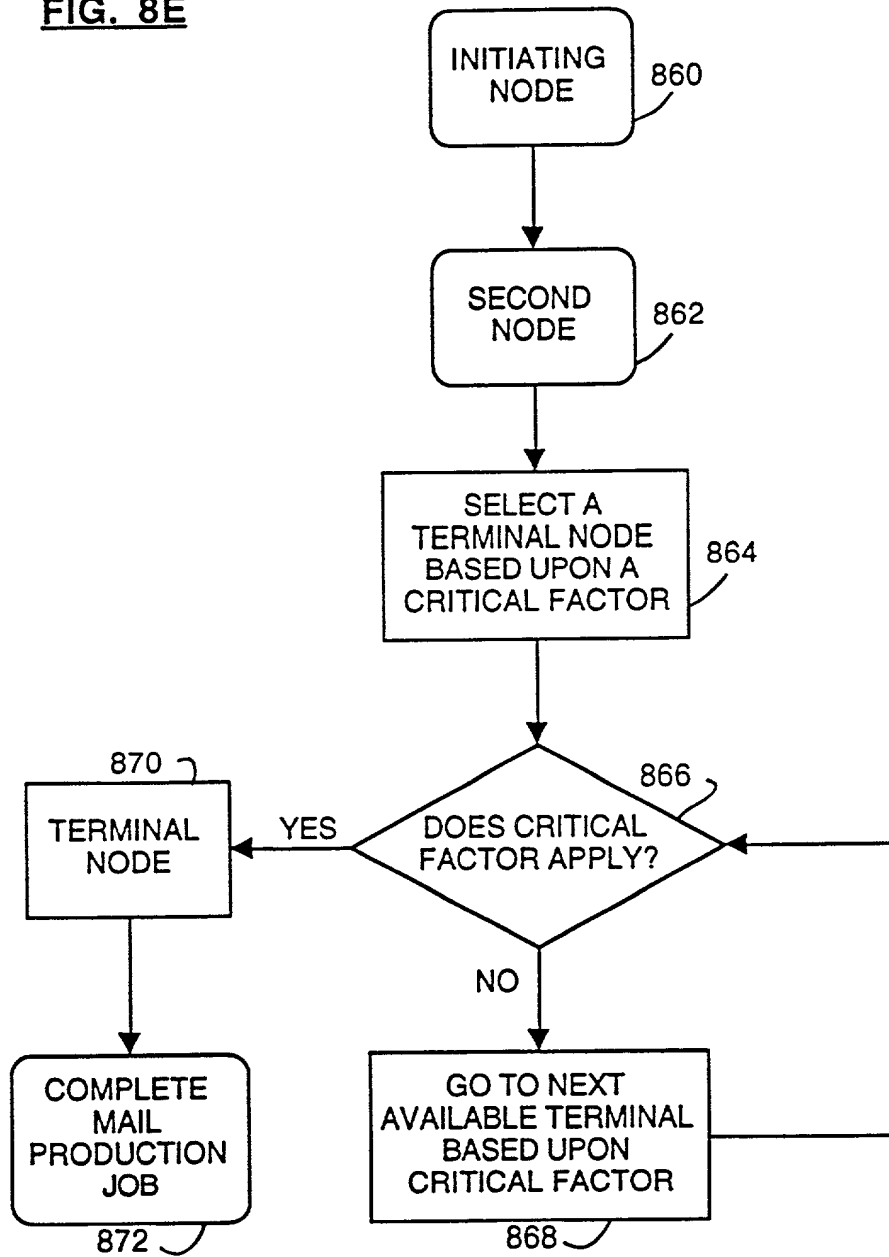 FIG. 8E
INITIATING
NODE
860
SECOND
NODE
862
SELECT A
TERMINAL NODE
BASED UPON A
CRITICAL FACTOR
864
870
TERMINAL
NODE
YES
DOES CRITICAL
FACTOR APPLY?
866
NO
COMPLETE
MAIL
PRODUCTION
JOB
872
GO TO NEXT
AVAILABLE TERMINAL
BASED UPON
CRITICAL FACTOR
868